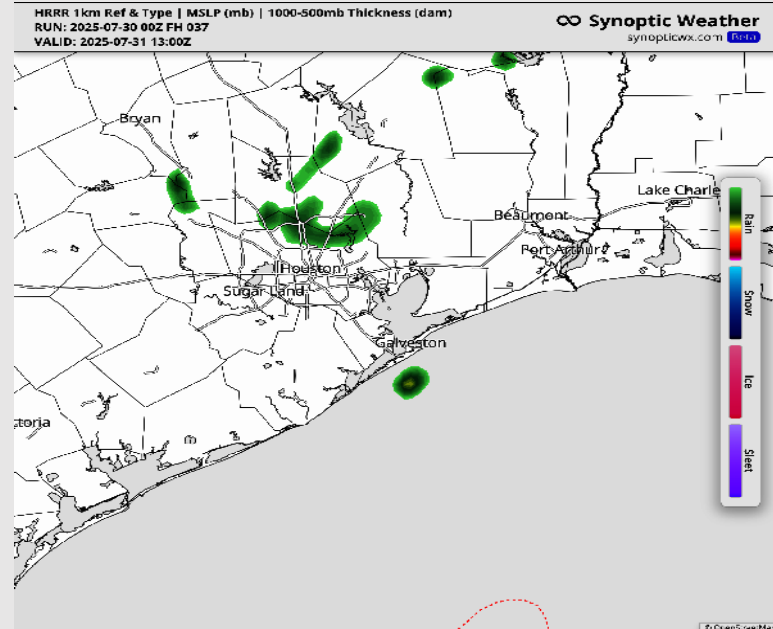 HRRR 1km Ref & Type | MSLP (mb) | 1000-500mb Thickness (dam)
RUN: 2025-07-30 00Z FH 037
VALID: 2025-07-31 13:00Z
Synoptic Weather
synopticwx.com Beta
Bryan
Lake Charle
Beaumont
Port Arthur
Houston
Sugar Land
Galveston
ctoria
Rain
Snow
Ice
Sleet
© OpenStreetMa